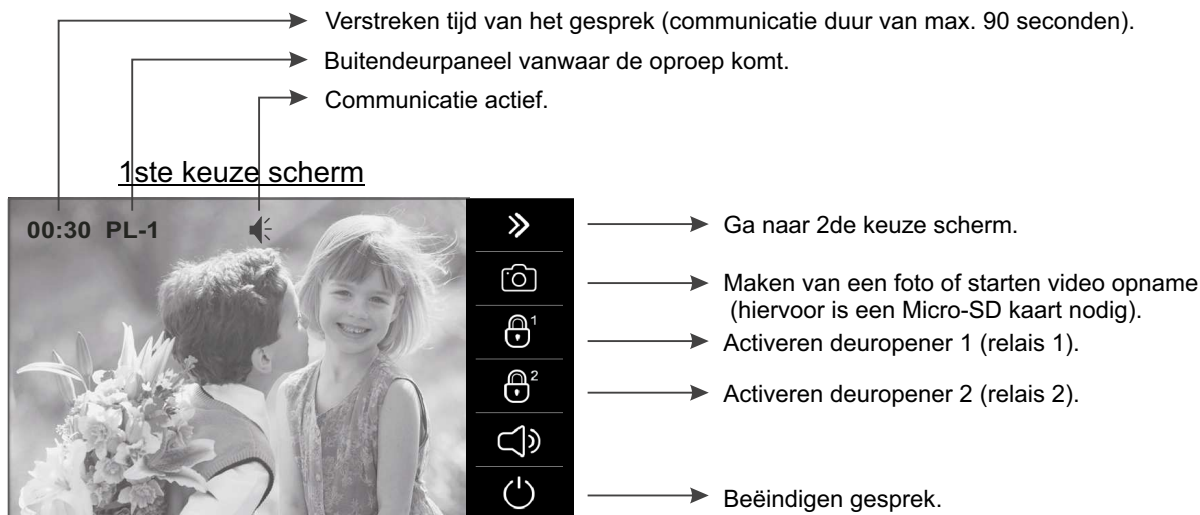 Verstreken tijd van het gesprek (communicatie duur van max. 90 seconden).
Buitendeurpaneel vanwaar de oproep komt.
Communicatie actief.
1ste keuze scherm
00:30 PL-1
Ga naar 2de keuze scherm.
Maken van een foto of starten video opname
(hiervoor is een Micro-SD kaart nodig).
1
Activeren deuropener 1 (relais 1).
2
Activeren deuropener 2 (relais 2).
Beëindigen gesprek.